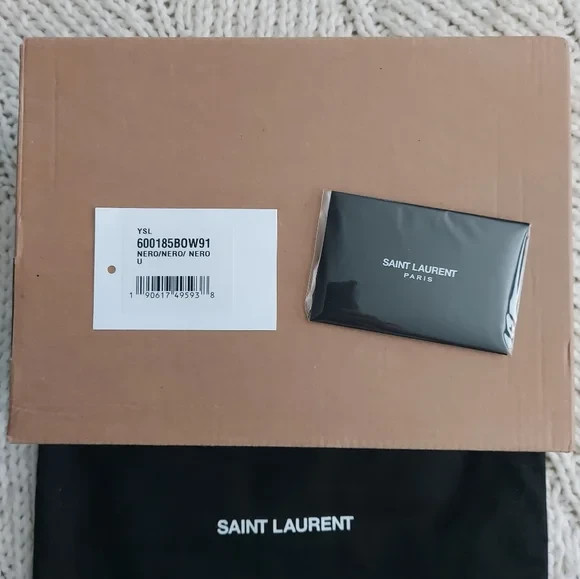 YSL
600185BOW91
NERO/NERO/ NERO
U
1 90617 49593 8
SAINT LAURENT
PARIS
SAINT LAURENT